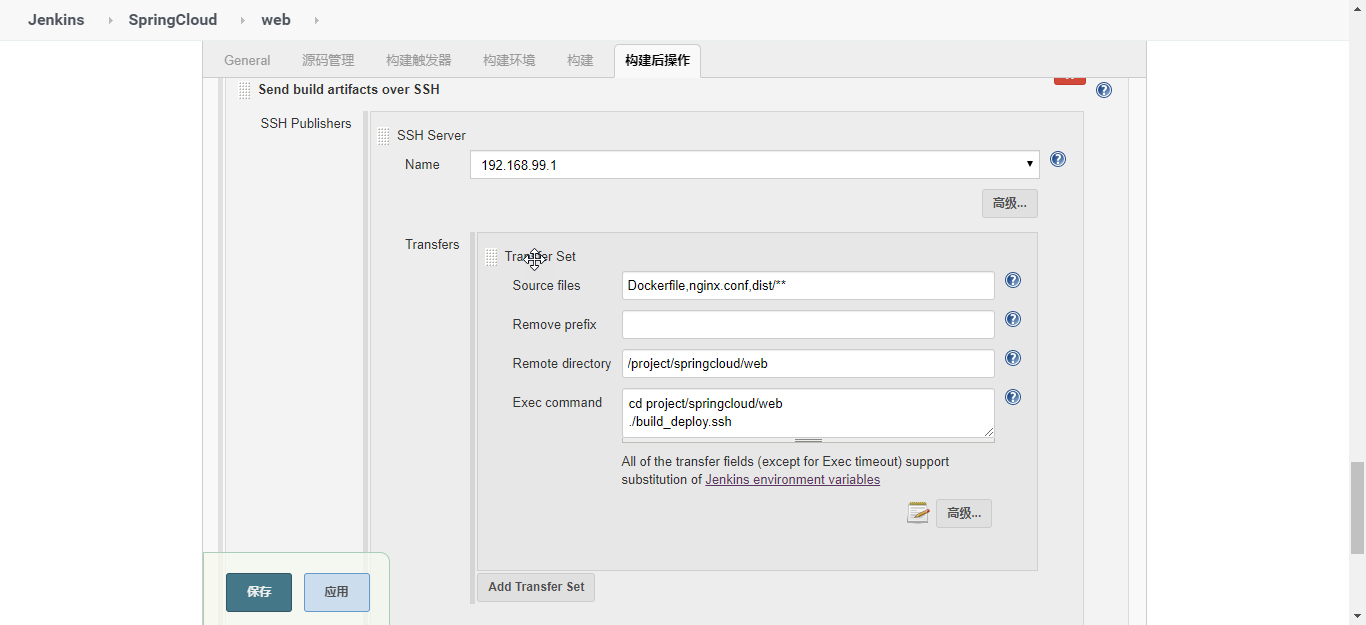 Jenkins SpringCloud web
General 源码管理 构建触发器 构建环境 构建 构建后操作
Send build artifacts over SSH
SSH Publishers
SSH Server
Name 192.168.99.1
高级...
Transfers
Transfer Set
Source files Dockerfile,nginx.conf,dist/**
Remove prefix
Remote directory /project/springcloud/web
Exec command cd project/springcloud/web
./build_deploy.ssh
All of the transfer fields (except for Exec timeout) support
substitution of Jenkins environment variables
高级...
保存 应用
Add Transfer Set